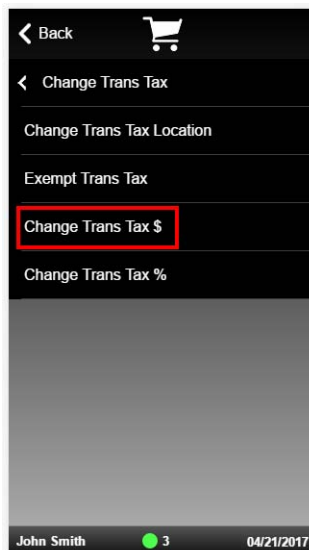 Back
Change Trans Tax
Change Trans Tax Location
Exempt Trans Tax
Change Trans Tax $
Change Trans Tax %
John Smith 3 04/21/2017